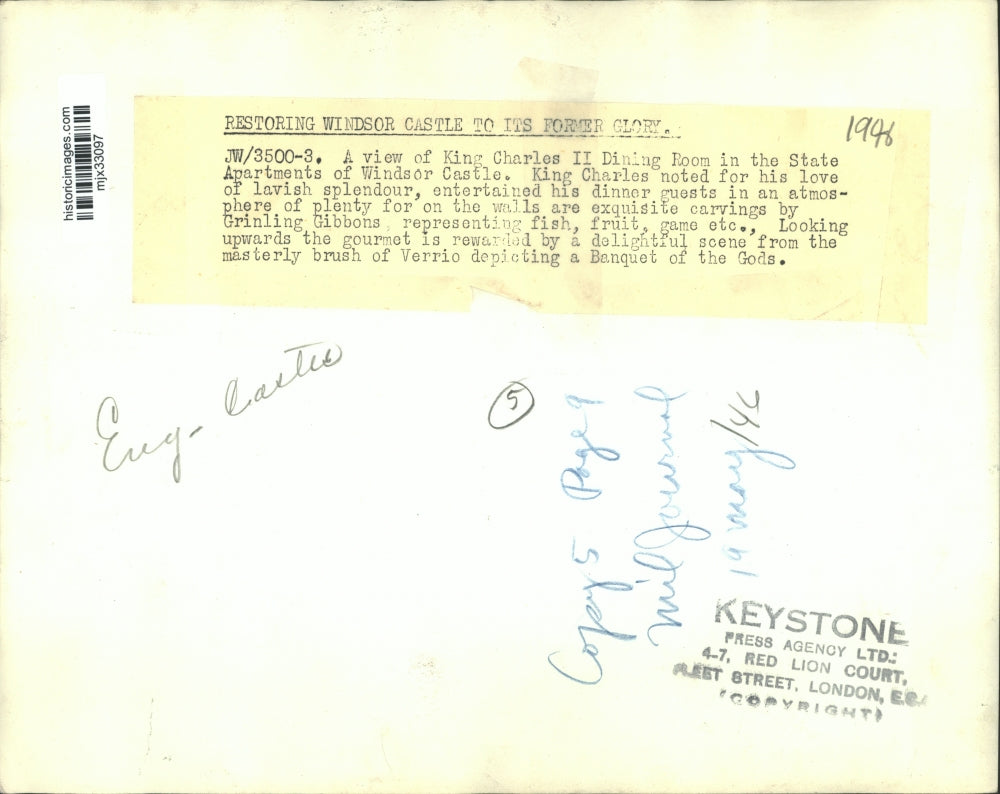 historicimages.com
mjx33097
RESTORING WINDSOR CASTLE TO ITS FORMER GLORY.
1946
JW/3500-3. A view of King Charles II Dining Room in the State
Apartments of Windsor Castle. King Charles noted for his love
of lavish splendour, entertained his dinner guests in an atmos-
phere of plenty for on the walls are exquisite carvings by
Grinling Gibbons, representing fish, fruit, game etc., Looking
upwards the gourmet is rewarded by a delightful scene from the
masterly brush of Verrio depicting a Banquet of the Gods.
Eng- Castle
5
Copy 5 Page 9
Mil Journal
19 May/46
KEYSTONE
PRESS AGENCY LTD.:
4-7, RED LION COURT,
FLEET STREET, LONDON, E.C.4
(COPYRIGHT)